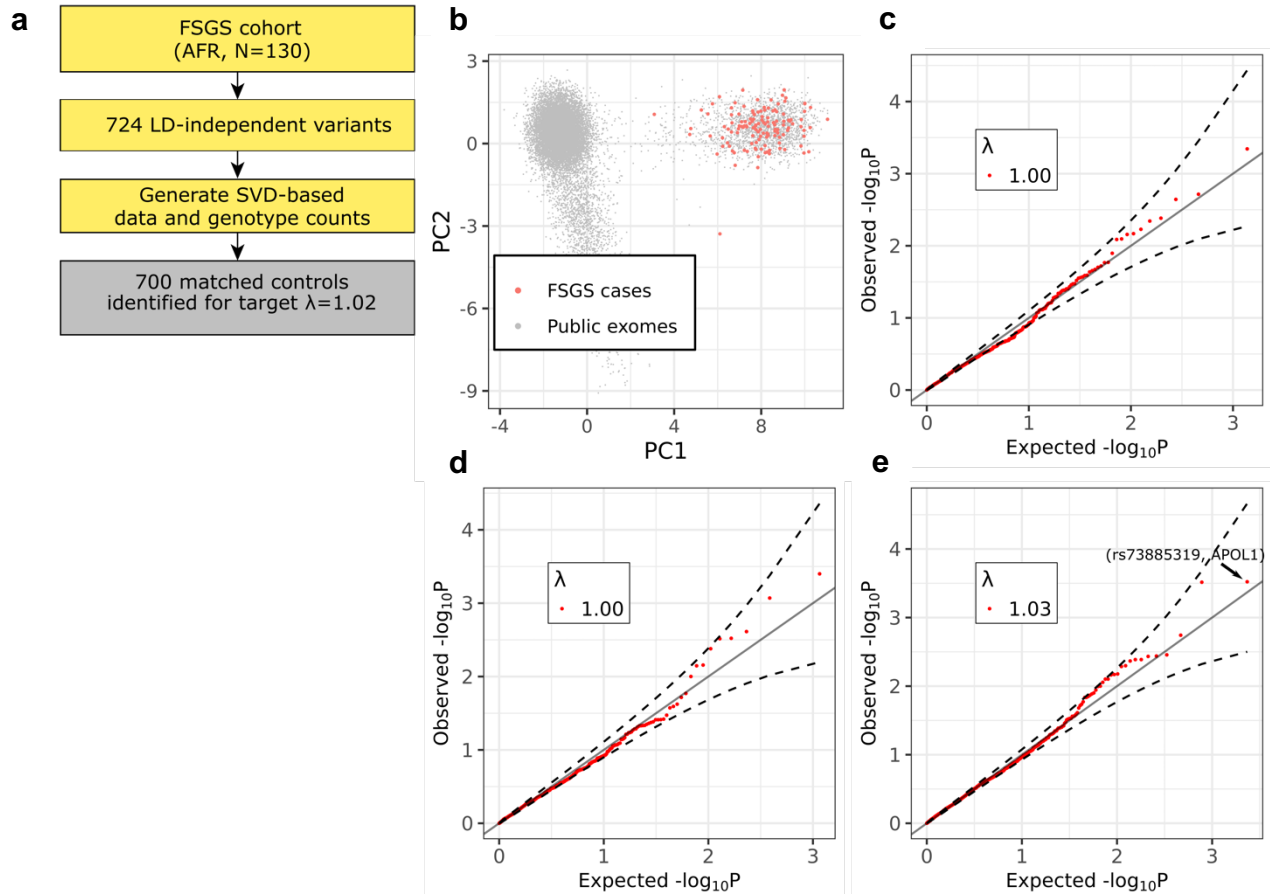 a
FSGS cohort
(AFR, N=130)
724 LD-independent variants
Generate SVD-based
data and genotype counts
700 matched controls
identified for target λ=1.02
b
3
0
-3
-6
-9
PC2
FSGS cases
Public exomes
-4
0
4
8
PC1
c
4
3
2
1
0
Observed -log10P
λ
1.00
0
1
2
3
Expected -log10P
d
4
3
2
1
0
Observed -log10P
λ
1.00
0
1
2
3
Expected -log10P
e
4
3
2
1
0
Observed -log10P
λ
1.03
(rs73885319, APOL1)
0
1
2
3
Expected -log10P